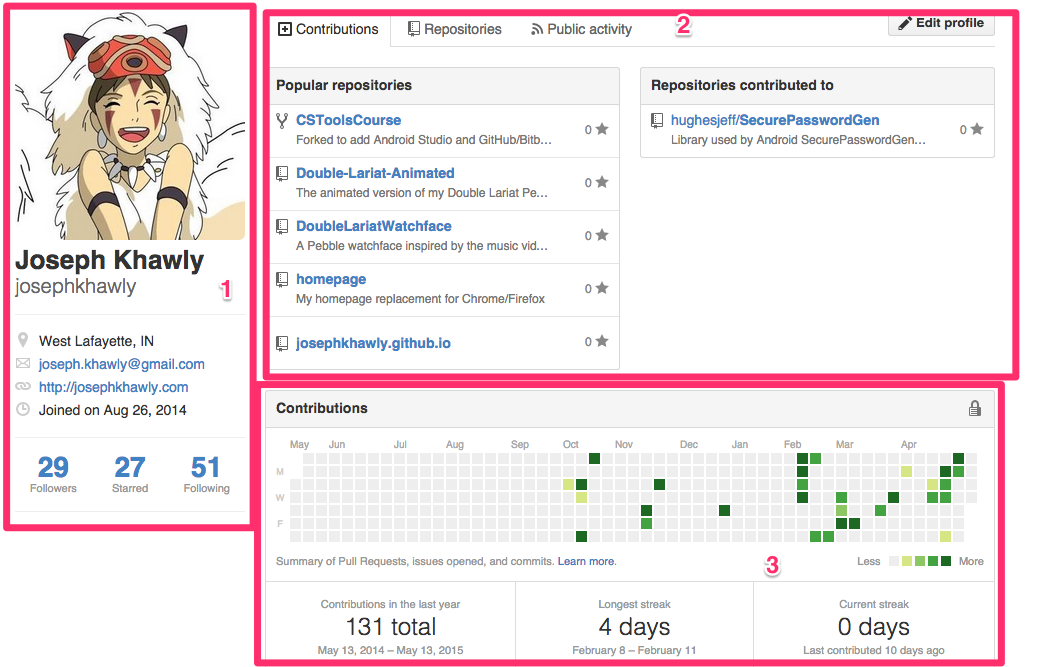 Joseph Khawly
josephkhawly
1
West Lafayette, IN
joseph.khawly@gmail.com
http://josephkhawly.com
Joined on Aug 26, 2014
29 27 51
Followers Starred Following
Contributions Repositories Public activity 2 Edit profile
Popular repositories
CSToolsCourse
Forked to add Android Studio and GitHub/Bitb...
0
Double-Lariat-Animated
The animated version of my Double Lariat Pe...
0
DoubleLariatWatchface
A Pebble watchface inspired by the music vid...
0
homepage
My homepage replacement for Chrome/Firefox
0
josephkhawly.github.io
0
Repositories contributed to
hughesjeff/SecurePasswordGen
Library used by Android SecurePasswordGen...
0
Contributions
May Jun Jul Aug Sep Oct Nov Dec Jan Feb Mar Apr
M
W
F
Summary of Pull Requests, issues opened, and commits. Learn more.
3
Less More
Contributions in the last year
131 total
May 13, 2014 – May 13, 2015
Longest streak
4 days
February 8 – February 11
Current streak
0 days
Last contributed 10 days ago